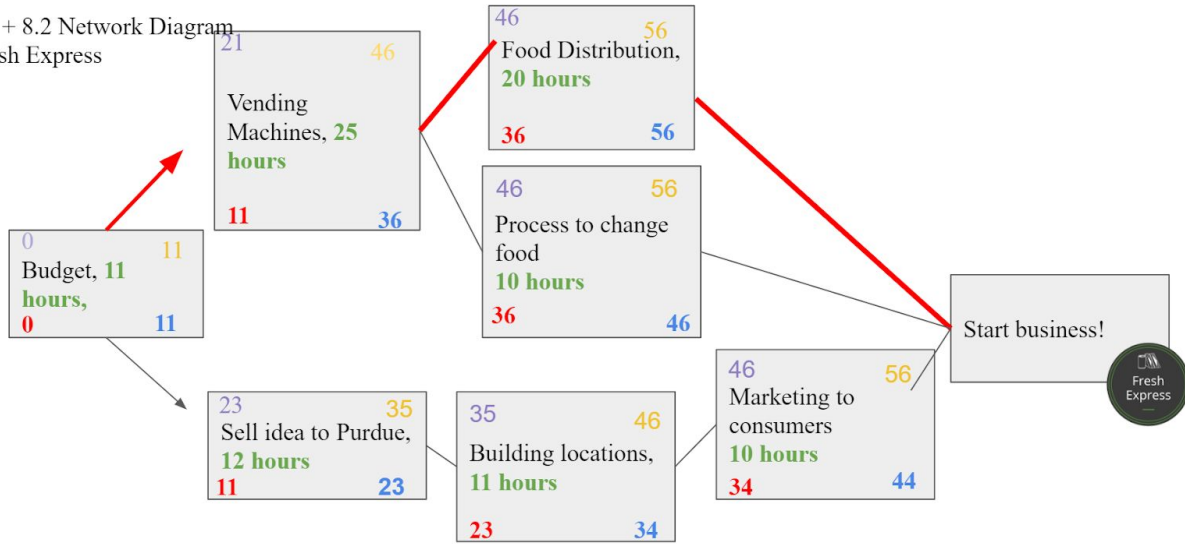 + 8.2 Network Diagram
sh Express
21 46
Vending
Machines, 25
hours
11 36
46 56
Food Distribution,
20 hours
36 56
46 56
Process to change
food
10 hours
36 46
0 11
Budget, 11
hours,
0 11
Start business!
Fresh
Express
23 35
Sell idea to Purdue,
12 hours
11 23
35 46
Building locations,
11 hours
23 34
46 56
Marketing to
consumers
10 hours
34 44